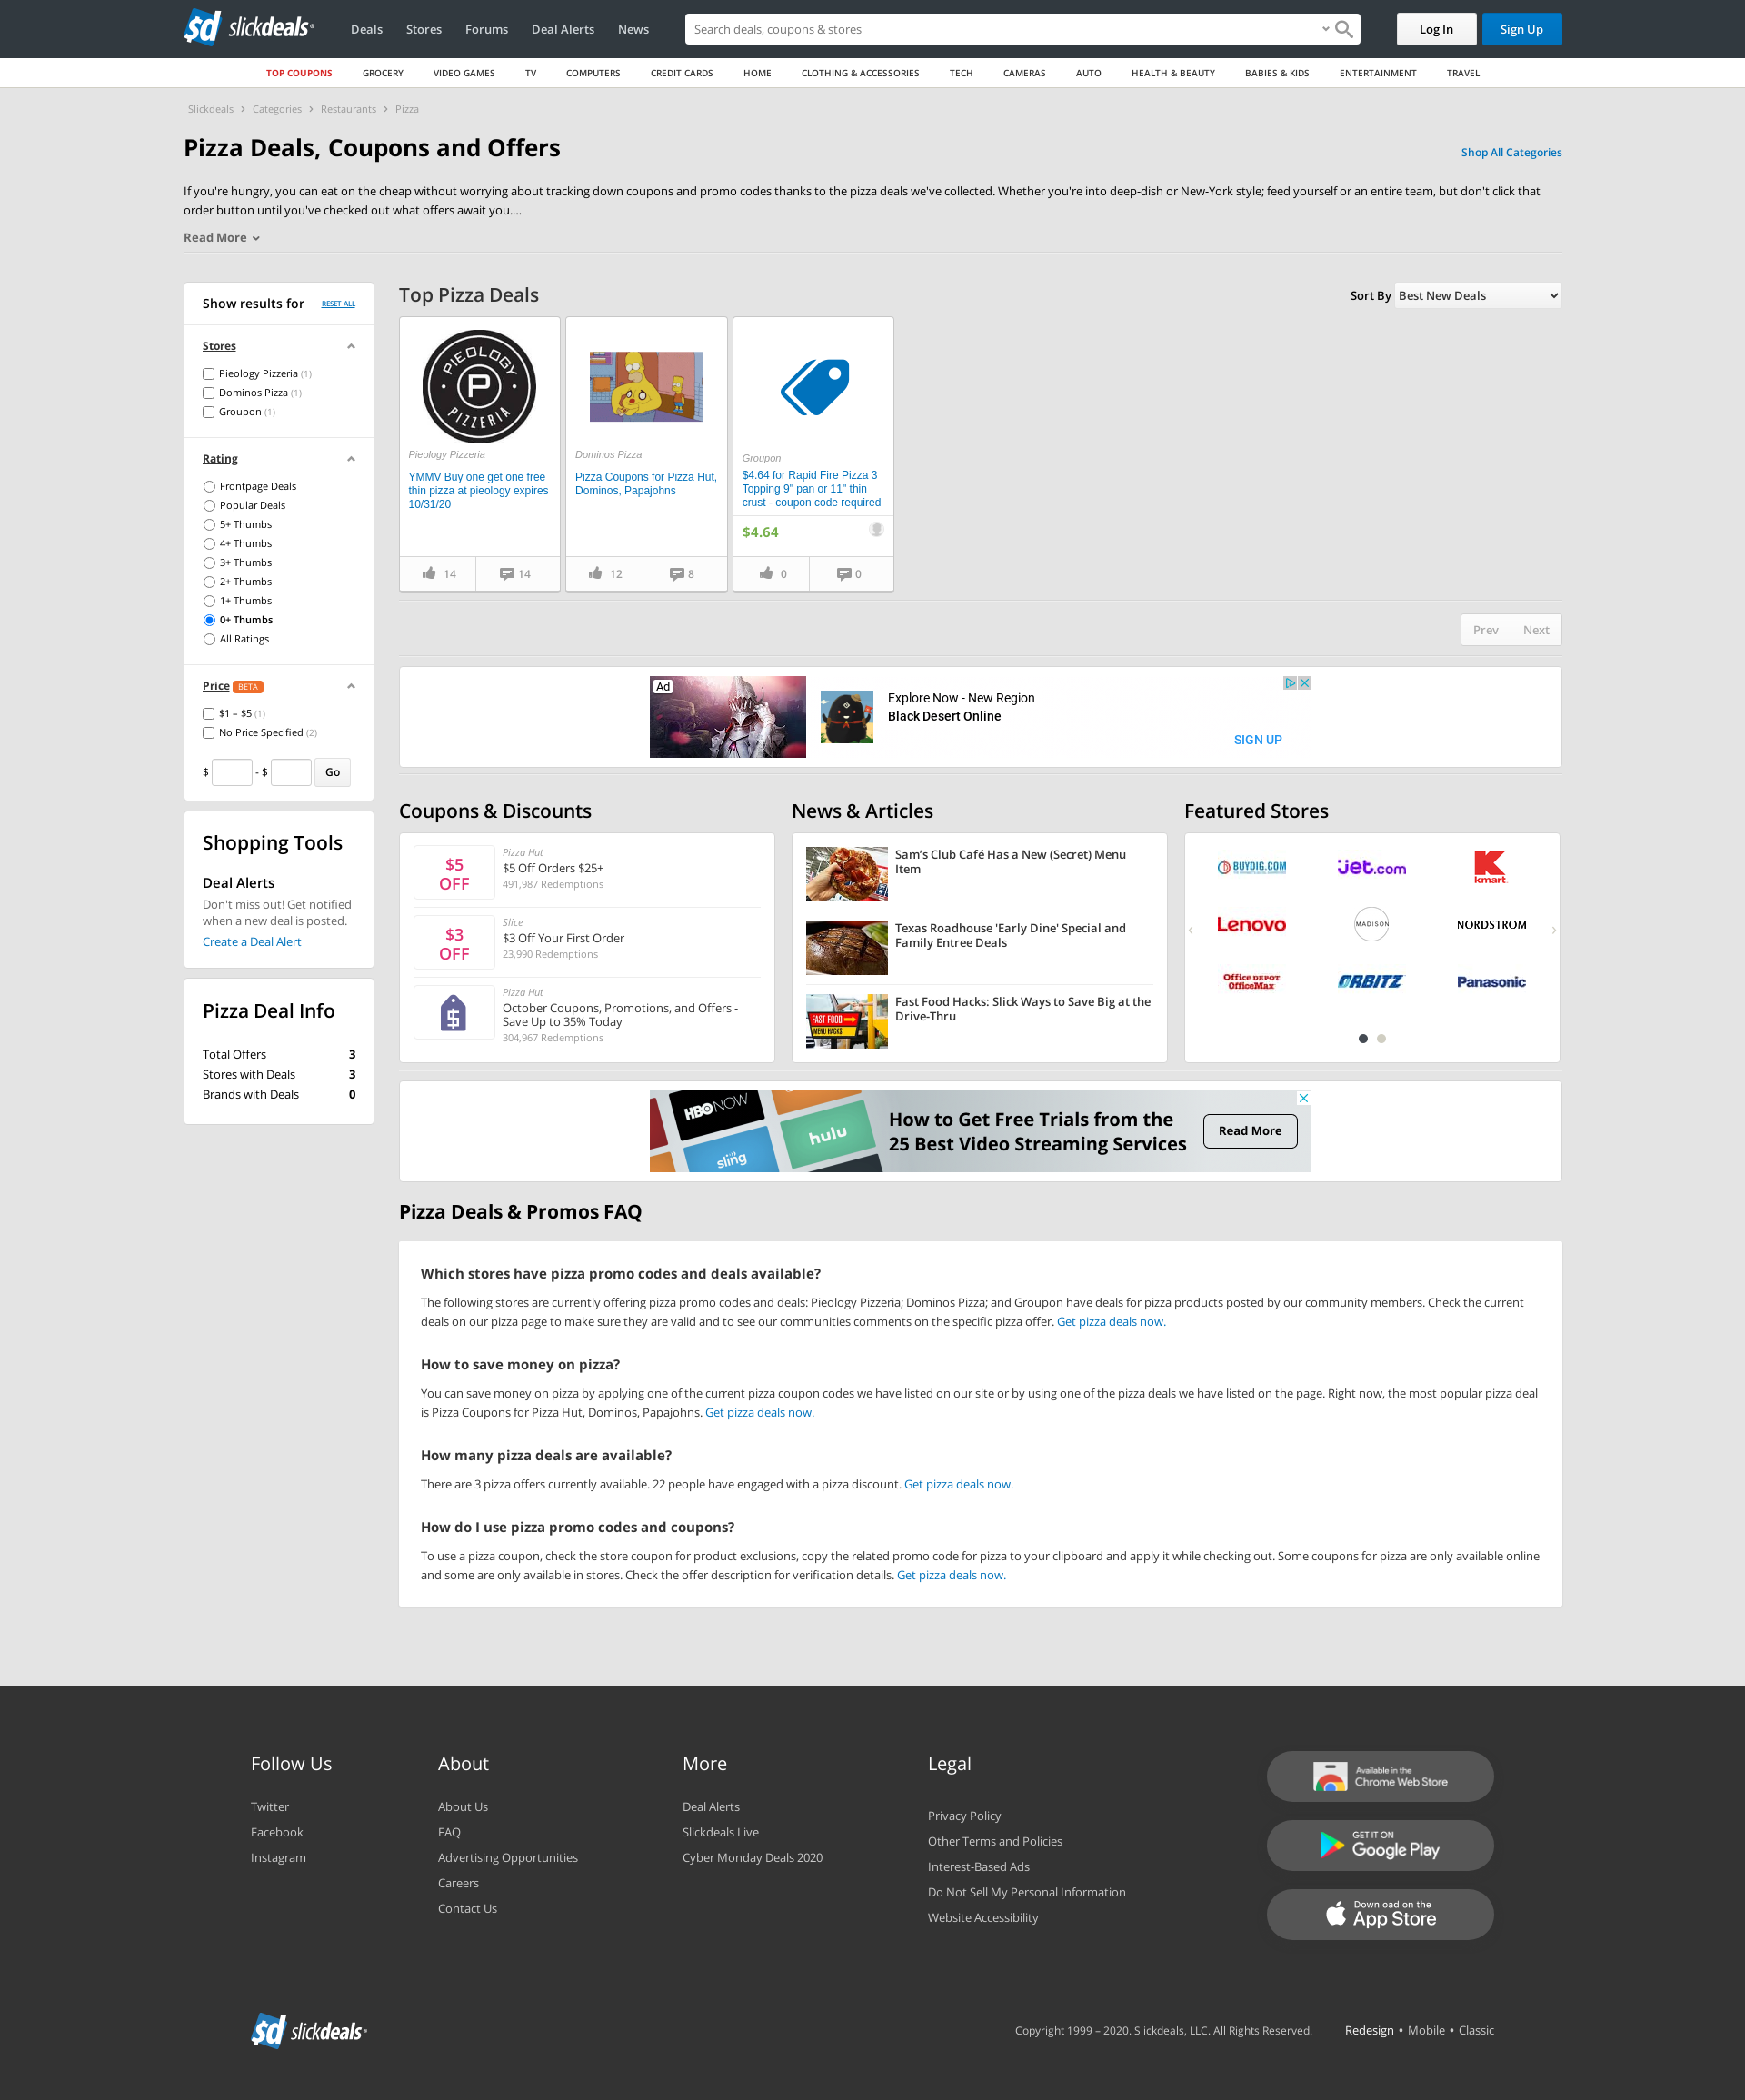 slickdeals
Deals
Stores
Forums
Deal Alerts
News
Search deals, coupons & stores
Log In
Sign Up
TOP COUPONS
GROCERY
VIDEO GAMES
TV
COMPUTERS
CREDIT CARDS
HOME
CLOTHING & ACCESSORIES
TECH
CAMERAS
AUTO
HEALTH & BEAUTY
BABIES & KIDS
ENTERTAINMENT
TRAVEL
Slickdeals > Categories > Restaurants > Pizza
Pizza Deals, Coupons and Offers
Shop All Categories
If you're hungry, you can eat on the cheap without worrying about tracking down coupons and promo codes thanks to the pizza deals we've collected. Whether you're into deep-dish or New-York style; feed yourself or an entire team, but don't click that
order button until you've checked out what offers await you....
Read More
Show results for
RESET ALL
Stores
Pieology Pizzeria (1)
Dominos Pizza (1)
Groupon (1)
Rating
Frontpage Deals
Popular Deals
5+ Thumbs
4+ Thumbs
3+ Thumbs
2+ Thumbs
1+ Thumbs
0+ Thumbs
All Ratings
Price BETA
$1 – $5 (1)
No Price Specified (2)
$ - $ Go
Shopping Tools
Deal Alerts
Don't miss out! Get notified
when a new deal is posted.
Create a Deal Alert
Pizza Deal Info
Total Offers 3
Stores with Deals 3
Brands with Deals 0
Top Pizza Deals
Sort By Best New Deals
PIEOLOGY
P
PIZZERIA
Pieology Pizzeria
YMMV Buy one get one free
thin pizza at pieology expires
10/31/20
14
14
Dominos Pizza
Pizza Coupons for Pizza Hut,
Dominos, Papajohns
12
8
Groupon
$4.64 for Rapid Fire Pizza 3
Topping 9" pan or 11" thin
crust - coupon code required
$4.64
0
0
Prev
Next
Ad
Explore Now - New Region
Black Desert Online
SIGN UP
Coupons & Discounts
$5
OFF
Pizza Hut
$5 Off Orders $25+
491,987 Redemptions
$3
OFF
Slice
$3 Off Your First Order
23,990 Redemptions
Pizza Hut
October Coupons, Promotions, and Offers -
Save Up to 35% Today
304,967 Redemptions
News & Articles
Sam's Club Café Has a New (Secret) Menu
Item
Texas Roadhouse 'Early Dine' Special and
Family Entree Deals
FAST FOOD
MENU HACKS
Fast Food Hacks: Slick Ways to Save Big at the
Drive-Thru
Featured Stores
BUYDIG.COM
jet.com
kmart
Lenovo
MADISON
NORDSTROM
Office DEPOT
OfficeMax
ORBITZ
Panasonic
HBO NOW
sling
hulu
How to Get Free Trials from the
25 Best Video Streaming Services
Read More
Pizza Deals & Promos FAQ
Which stores have pizza promo codes and deals available?
The following stores are currently offering pizza promo codes and deals: Pieology Pizzeria; Dominos Pizza; and Groupon have deals for pizza products posted by our community members. Check the current
deals on our pizza page to make sure they are valid and to see our communities comments on the specific pizza offer. Get pizza deals now.
How to save money on pizza?
You can save money on pizza by applying one of the current pizza coupon codes we have listed on our site or by using one of the pizza deals we have listed on the page. Right now, the most popular pizza deal
is Pizza Coupons for Pizza Hut, Dominos, Papajohns. Get pizza deals now.
How many pizza deals are available?
There are 3 pizza offers currently available. 22 people have engaged with a pizza discount. Get pizza deals now.
How do I use pizza promo codes and coupons?
To use a pizza coupon, check the store coupon for product exclusions, copy the related promo code for pizza to your clipboard and apply it while checking out. Some coupons for pizza are only available online
and some are only available in stores. Check the offer description for verification details. Get pizza deals now.
Follow Us
Twitter
Facebook
Instagram
About
About Us
FAQ
Advertising Opportunities
Careers
Contact Us
More
Deal Alerts
Slickdeals Live
Cyber Monday Deals 2020
Legal
Privacy Policy
Other Terms and Policies
Interest-Based Ads
Do Not Sell My Personal Information
Website Accessibility
Available in the
Chrome Web Store
GET IT ON
Google Play
Download on the
App Store
slickdeals
Copyright 1999 – 2020. Slickdeals, LLC. All Rights Reserved.
Redesign • Mobile • Classic